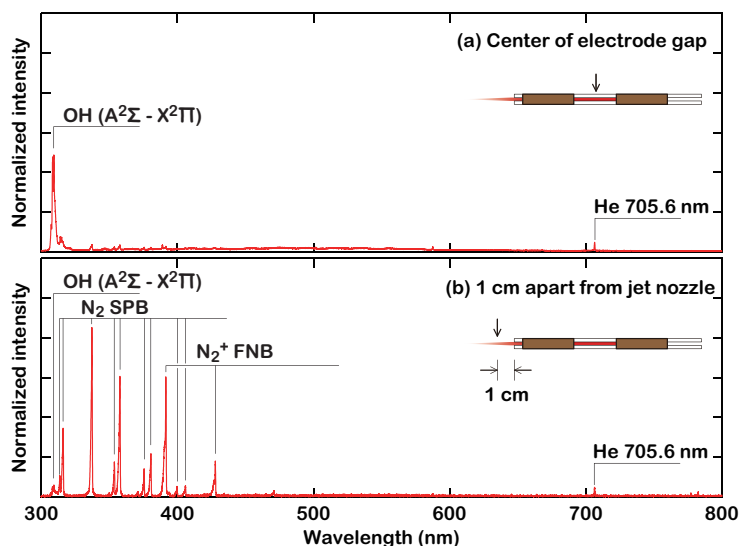 (a) Center of electrode gap
Normalized intensity
OH (A²Σ - X²Π)
He 705.6 nm
(b) 1 cm apart from jet nozzle
Normalized intensity
OH (A²Σ - X²Π)
N₂ SPB
N₂⁺ FNB
1 cm
He 705.6 nm
300 400 500 600 700 800
Wavelength (nm)